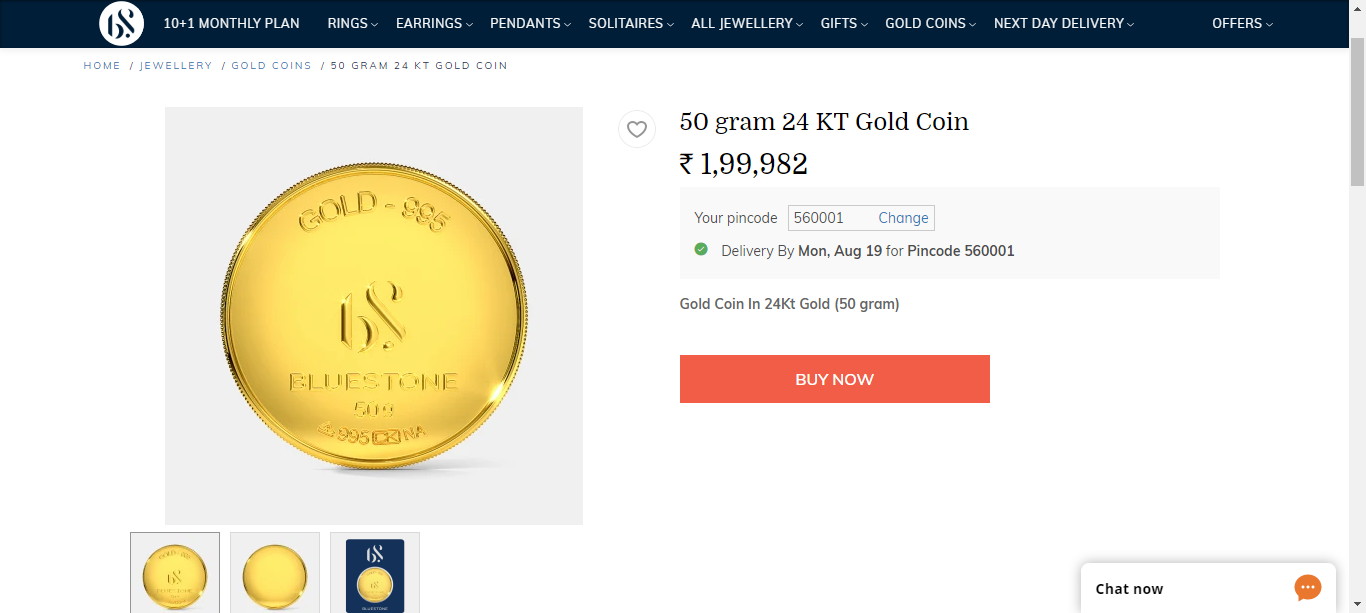 10+1 MONTHLY PLAN RINGS EARRINGS PENDANTS SOLITAIRES ALL JEWELLERY GIFTS GOLD COINS NEXT DAY DELIVERY OFFERS
HOME / JEWELLERY / GOLD COINS / 50 GRAM 24 KT GOLD COIN
50 gram 24 KT Gold Coin
₹ 1,99,982
Your pincode 560001 Change
Delivery By Mon, Aug 19 for Pincode 560001
Gold Coin In 24Kt Gold (50 gram)
BUY NOW
GOLD - 995
BLUESTONE
50g
995 NA
BLUESTONE
Chat now